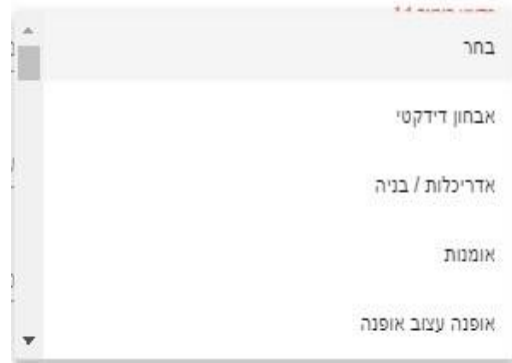 בחר
אבחון דידקטי
אדריכלות / בניה
אומנות
אופנה עצוב אופנה